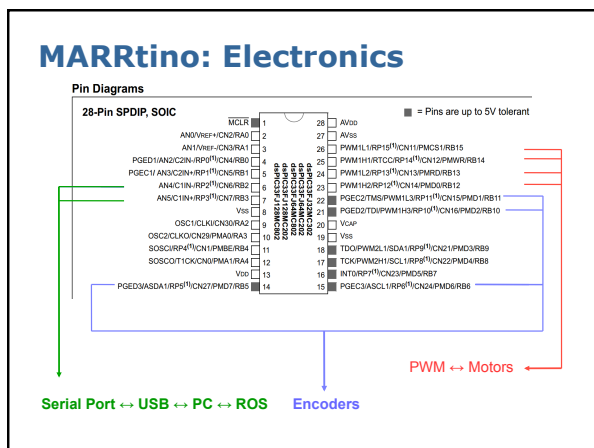 MARRtino: Electronics
Pin Diagrams
28-Pin SPDIP, SOIC
= Pins are up to 5V tolerant
MCLR 1 28 AVDD
AN0/VREF+/CN2/RA0 2 27 AVSS
AN1/VREF-/CN3/RA1 3 26 PWM1L1/RP15(1)/CN11/PMCS1/RB15
PGED1/AN2/C2IN-/RP0(1)/CN4/RB0 4 25 PWM1H1/RTCC/RP14(1)/CN12/PMWR/RB14
PGEC1/ AN3/C2IN+/RP1(1)/CN5/RB1 5 24 PWM1L2/RP13(1)/CN13/PMRD/RB13
AN4/C1IN-/RP2(1)/CN6/RB2 6 23 PWM1H2/RP12(1)/CN14/PMD0/RB12
AN5/C1IN+/RP3(1)/CN7/RB3 7 22 PGEC2/TMS/PWM1L3/RP11(1)/CN15/PMD1/RB11
VSS 8 21 PGED2/TDI/PWM1H3/RP10(1)/CN16/PMD2/RB10
OSC1/CLKI/CN30/RA2 9 20 VCAP
OSC2/CLKO/CN29/PMA0/RA3 10 19 VSS
SOSCI/RP4(1)/CN1/PMBE/RB4 11 18 TDO/PWM2L1/SDA1/RP9(1)/CN21/PMD3/RB9
SOSCO/T1CK/CN0/PMA1/RA4 12 17 TCK/PWM2H1/SCL1/RP8(1)/CN22/PMD4/RB8
VDD 13 16 INT0/RP7(1)/CN23/PMD5/RB7
PGED3/ASDA1/RP5(1)/CN27/PMD7/RB5 14 15 PGEC3/ASCL1/RP6(1)/CN24/PMD6/RB6
dsPIC33FJ32MC302
dsPIC33FJ64MC202
dsPIC33FJ64MC802
dsPIC33FJ128MC202
dsPIC33FJ128MC802
PWM ↔ Motors
Serial Port ↔ USB ↔ PC ↔ ROS
Encoders